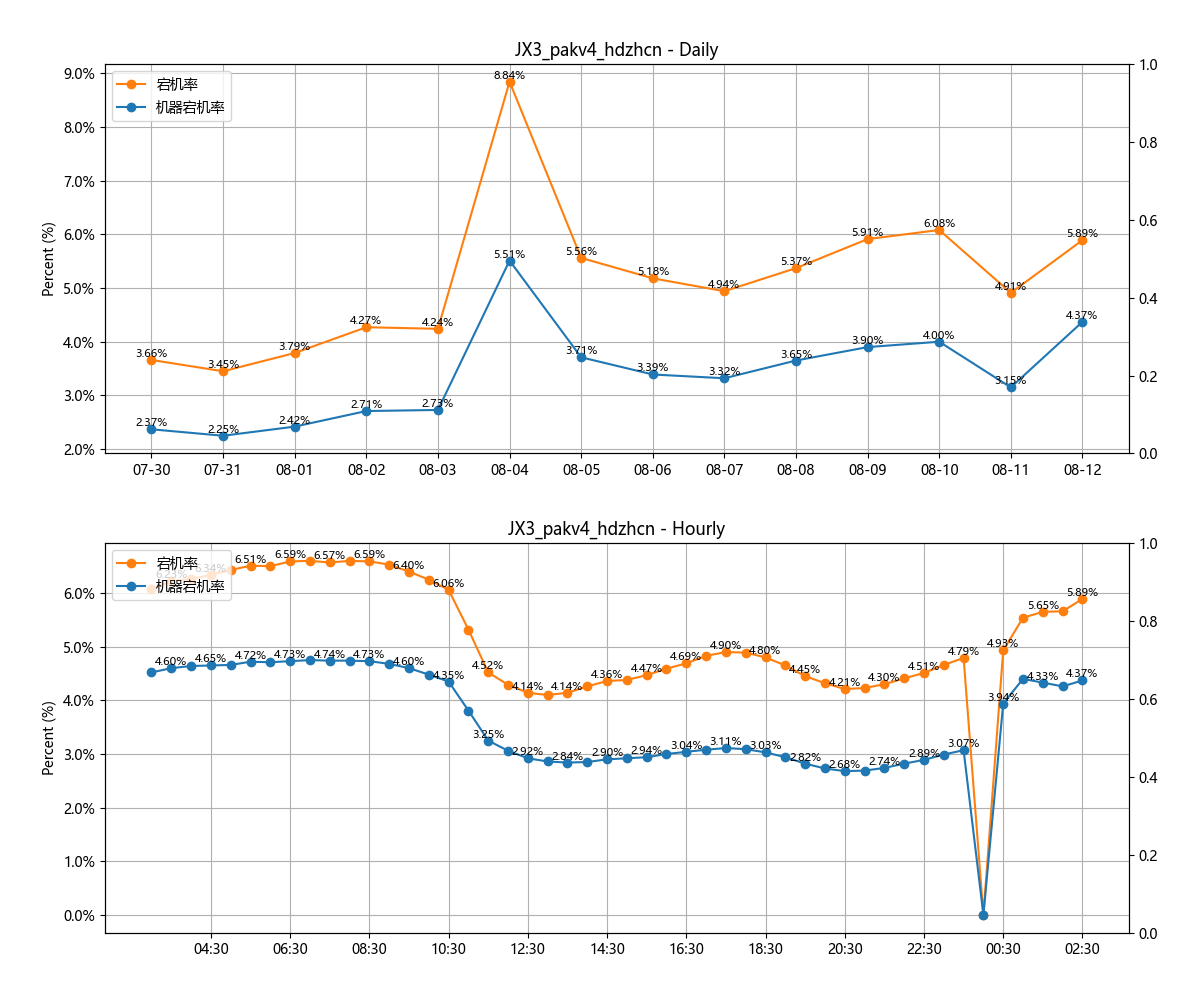 JX3_pakv4_hdzhcn - Daily
宕机率
机器宕机率
Percent (%)
9.0%
8.0%
7.0%
6.0%
5.0%
4.0%
3.0%
2.0%
1.0
0.8
0.6
0.4
0.2
0.0
3.66% 3.45% 3.79% 4.27% 4.24% 8.84% 5.56% 5.18% 4.94% 5.37% 5.91% 6.08% 4.91% 5.89%
2.37% 2.25% 2.42% 2.71% 2.73% 5.51% 3.71% 3.39% 3.32% 3.65% 3.90% 4.00% 3.15% 4.37%
07-30 07-31 08-01 08-02 08-03 08-04 08-05 08-06 08-07 08-08 08-09 08-10 08-11 08-12
JX3_pakv4_hdzhcn - Hourly
宕机率
机器宕机率
Percent (%)
6.0%
5.0%
4.0%
3.0%
2.0%
1.0%
0.0%
1.0
0.8
0.6
0.4
0.2
0.0
6.23% 6.34% 6.51% 6.59% 6.57% 6.59% 6.40% 6.06% 4.52% 4.14% 4.14% 4.36% 4.47% 4.69% 4.90% 4.80% 4.45% 4.21% 4.30% 4.51% 4.79% 4.93% 5.65% 5.89%
4.60% 4.65% 4.72% 4.73% 4.74% 4.73% 4.60% 4.35% 3.25% 2.92% 2.84% 2.90% 2.94% 3.04% 3.11% 3.03% 2.82% 2.68% 2.74% 2.89% 3.07% 3.94% 4.33% 4.37%
04:30 06:30 08:30 10:30 12:30 14:30 16:30 18:30 20:30 22:30 00:30 02:30